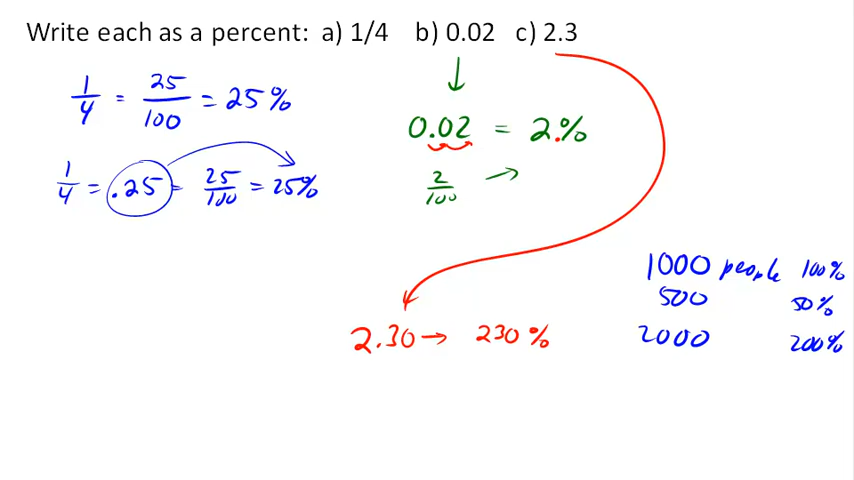 Write each as a percent: a) 1/4 b) 0.02 c) 2.3
1/4 = 25/100 = 25%
1/4 = .25 = 25/100 = 25%
0.02 = 2.%
2/100 →
1000 people 100%
500 50%
2000 200%
2.30 → 230%